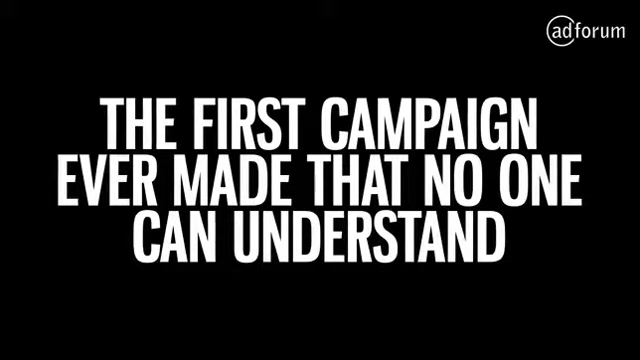 adforum
THE FIRST CAMPAIGN
EVER MADE THAT NO ONE
CAN UNDERSTAND